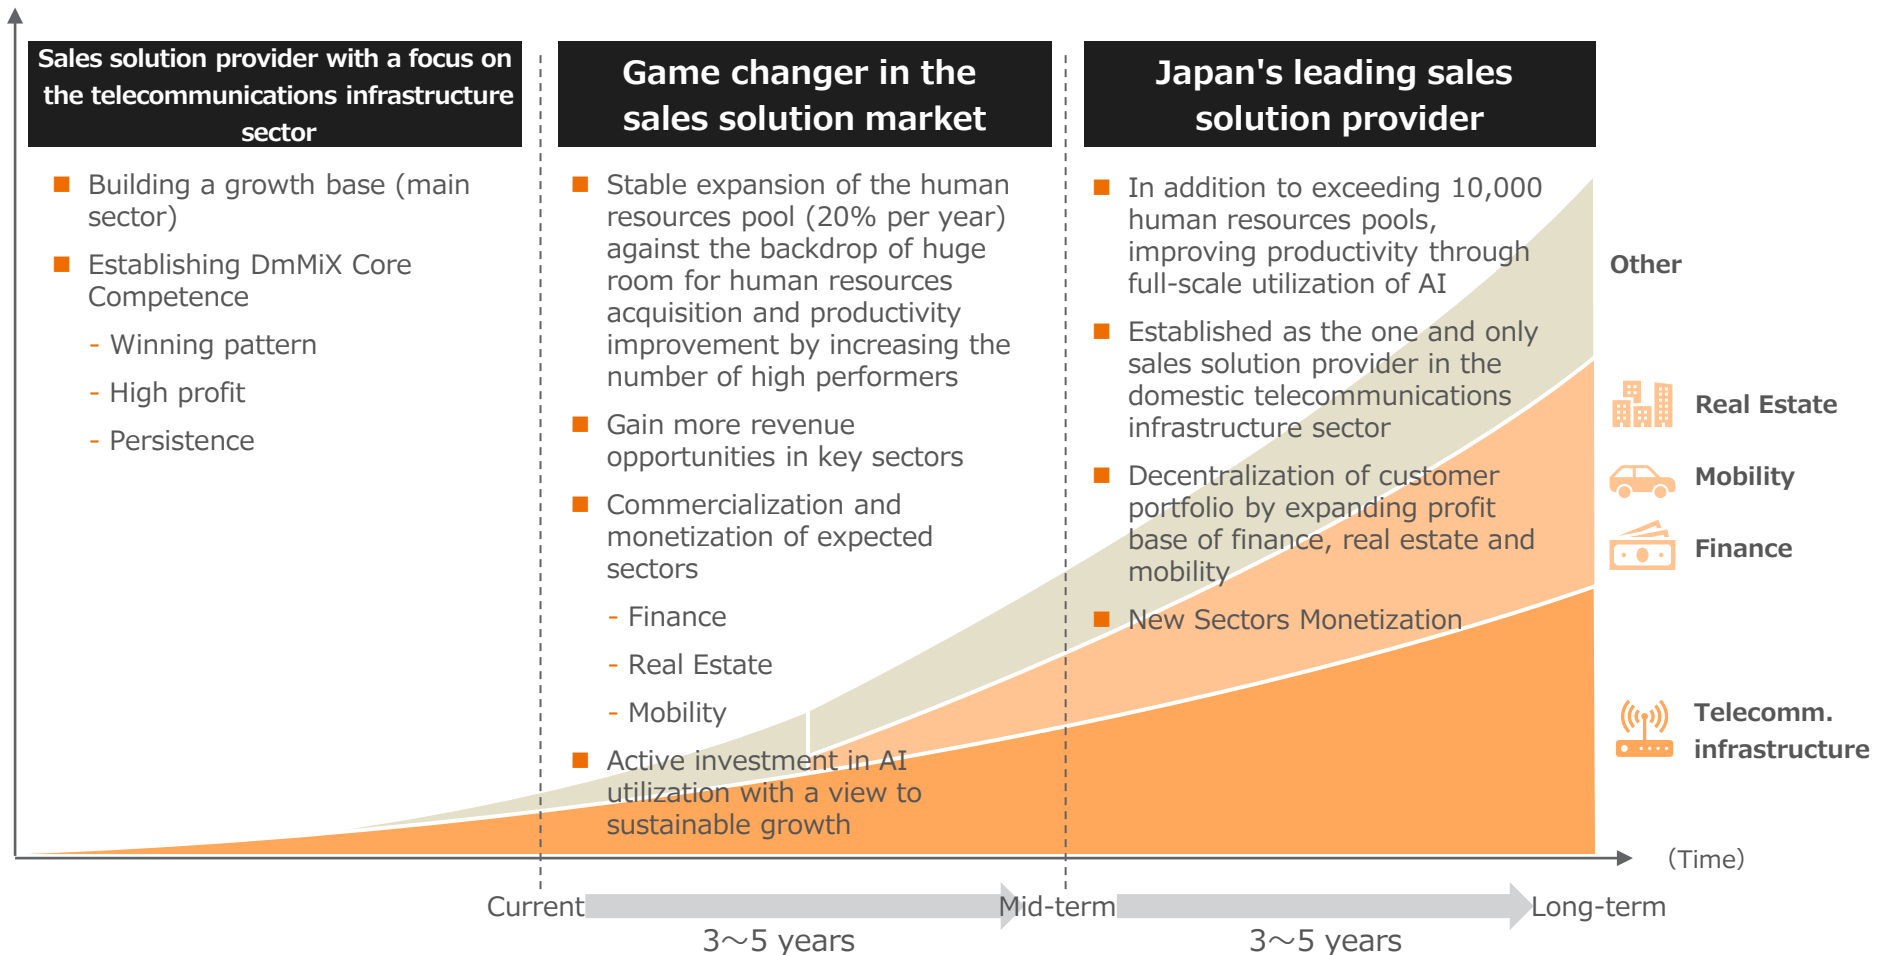 Sales solution provider with a focus on
the telecommunications infrastructure
sector
■ Building a growth base (main
sector)
■ Establishing DmMiX Core
Competence
- Winning pattern
- High profit
- Persistence
Game changer in the
sales solution market
■ Stable expansion of the human
resources pool (20% per year)
against the backdrop of huge
room for human resources
acquisition and productivity
improvement by increasing the
number of high performers
■ Gain more revenue
opportunities in key sectors
■ Commercialization and
monetization of expected
sectors
- Finance
- Real Estate
- Mobility
■ Active investment in AI
utilization with a view to
sustainable growth
Japan's leading sales
solution provider
■ In addition to exceeding 10,000
human resources pools,
improving productivity through
full-scale utilization of AI
■ Established as the one and only
sales solution provider in the
domestic telecommunications
infrastructure sector
■ Decentralization of customer
portfolio by expanding profit
base of finance, real estate and
mobility
■ New Sectors Monetization
Other
Real Estate
Mobility
Finance
Telecomm.
infrastructure
（Time）
Current
Mid-term
Long-term
3～5 years
3～5 years